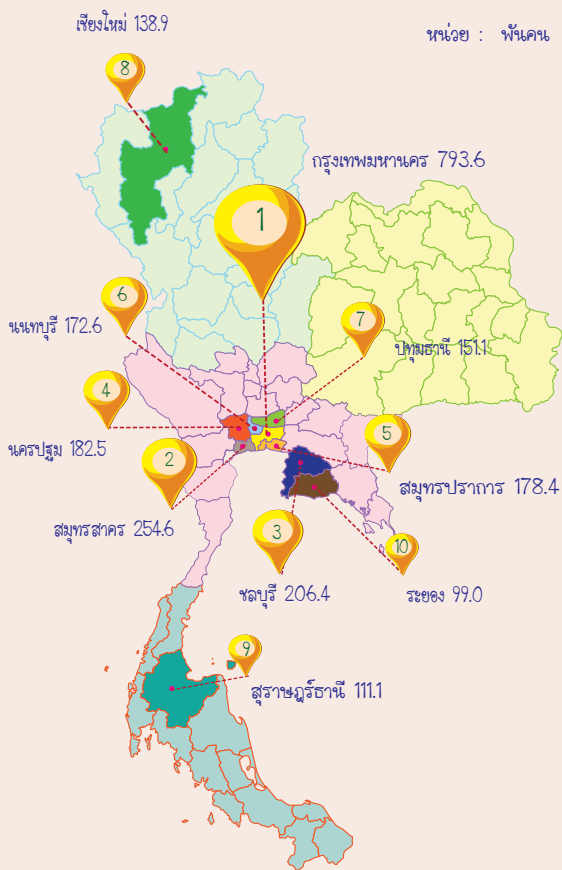 เชียงใหม่ 138.9
หน่วย : พันคน
8
กรุงเทพมหานคร 793.6
1
6
นนทบุรี 172.6
7
ปทุมธานี 151.1
4
นครปฐม 182.5
5
สมุทรปราการ 178.4
2
สมุทรสาคร 254.6
3
ชลบุรี 206.4
10
ระยอง 99.0
9
สุราษฎร์ธานี 111.1